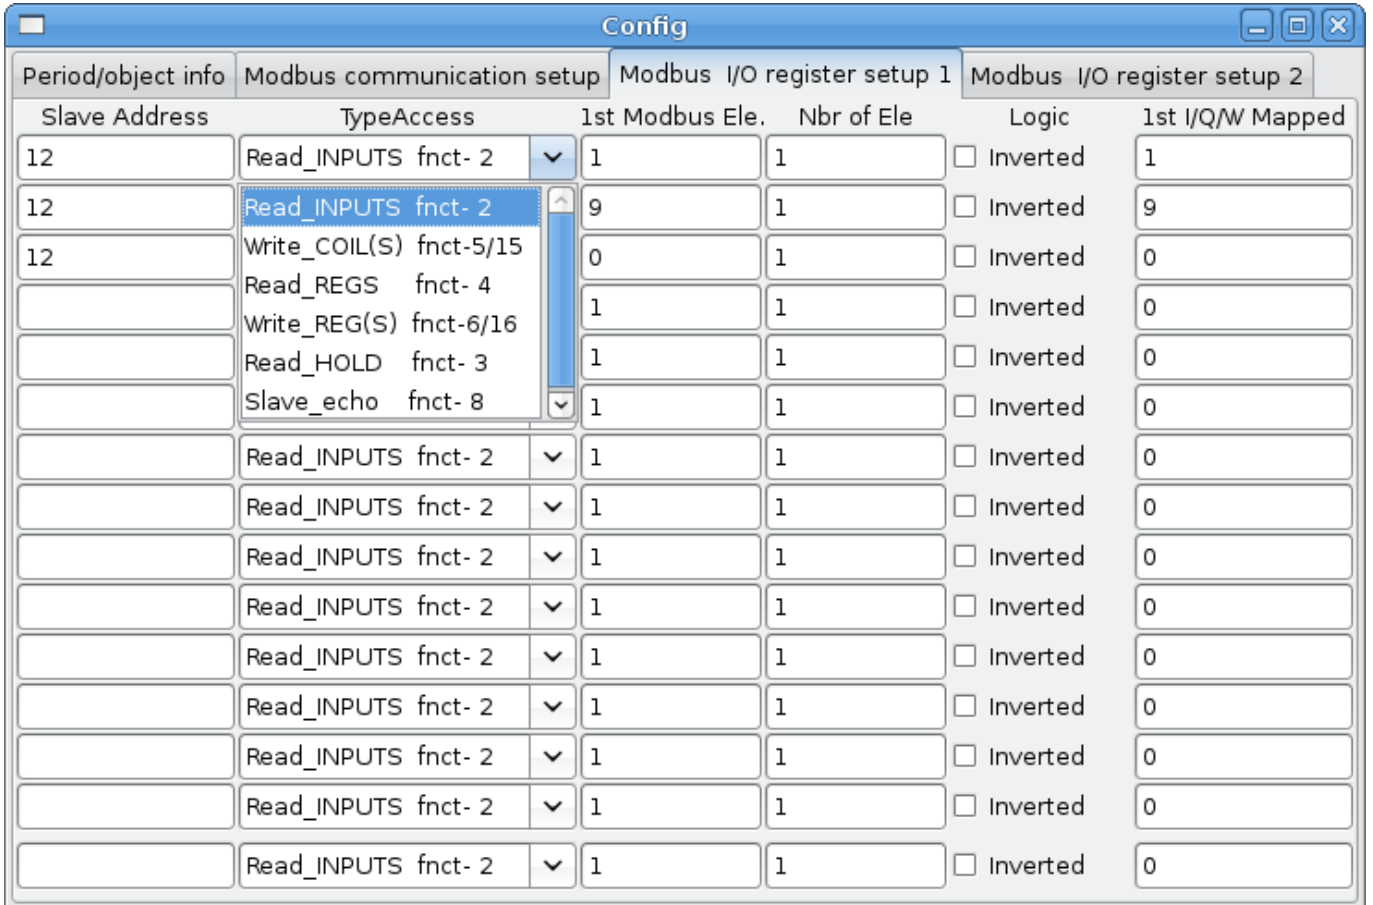 Config
Period/object info Modbus communication setup Modbus I/O register setup 1 Modbus I/O register setup 2
Slave Address TypeAccess 1st Modbus Ele. Nbr of Ele Logic 1st I/Q/W Mapped
12 Read_INPUTS fnct- 2 1 1 Inverted 1
12 Read_INPUTS fnct- 2 9 1 Inverted 9
Write_COIL(S) fnct-5/15
12 0 1 Inverted 0
Read_REGS fnct- 4
1 1 Inverted 0
Write_REG(S) fnct-6/16
Read_HOLD fnct- 3 1 1 Inverted 0
Slave_echo fnct- 8 1 1 Inverted 0
Read_INPUTS fnct- 2 1 1 Inverted 0
Read_INPUTS fnct- 2 1 1 Inverted 0
Read_INPUTS fnct- 2 1 1 Inverted 0
Read_INPUTS fnct- 2 1 1 Inverted 0
Read_INPUTS fnct- 2 1 1 Inverted 0
Read_INPUTS fnct- 2 1 1 Inverted 0
Read_INPUTS fnct- 2 1 1 Inverted 0
Read_INPUTS fnct- 2 1 1 Inverted 0
Read_INPUTS fnct- 2 1 1 Inverted 0